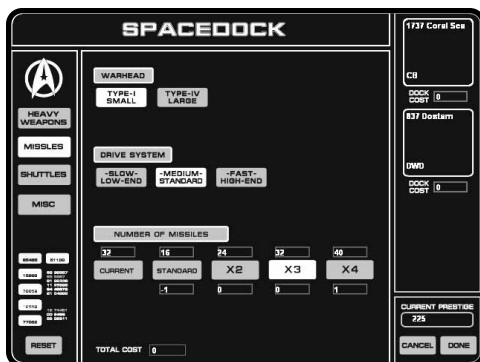 SPACEDOCK
1737 Coral Sea
CB
DOCK COST 0
837 Dostum
DWD
DOCK COST 0
HEAVY WEAPONS
MISSLES
SHUTTLES
MISC
WARHEAD
TYPE-I SMALL
TYPE-IV LARGE
DRIVE SYSTEM
-SLOW- LOW-END
-MEDIUM- STANDARD
-FAST- HIGH-END
NUMBER OF MISSILES
32 16 24 32 40
CURRENT STANDARD X2 X3 X4
-1 0 0 1
TOTAL COST 0
RESET
CURRENT PRESTIGE
225
CANCEL DONE